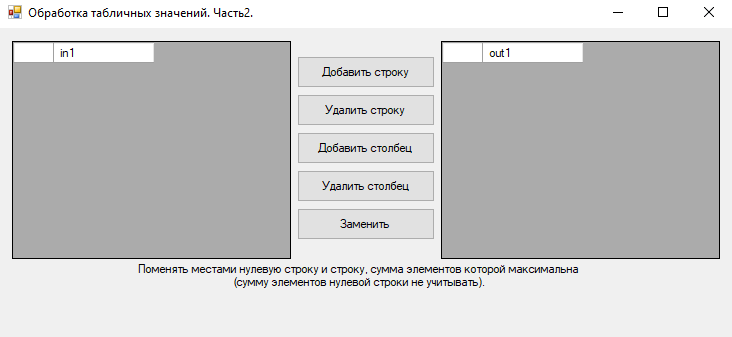 Обработка табличных значений. Часть2.
in1
out1
Добавить строку
Удалить строку
Добавить столбец
Удалить столбец
Заменить
Поменять местами нулевую строку и строку, сумма элементов которой максимальна
(сумму элементов нулевой строки не учитывать).